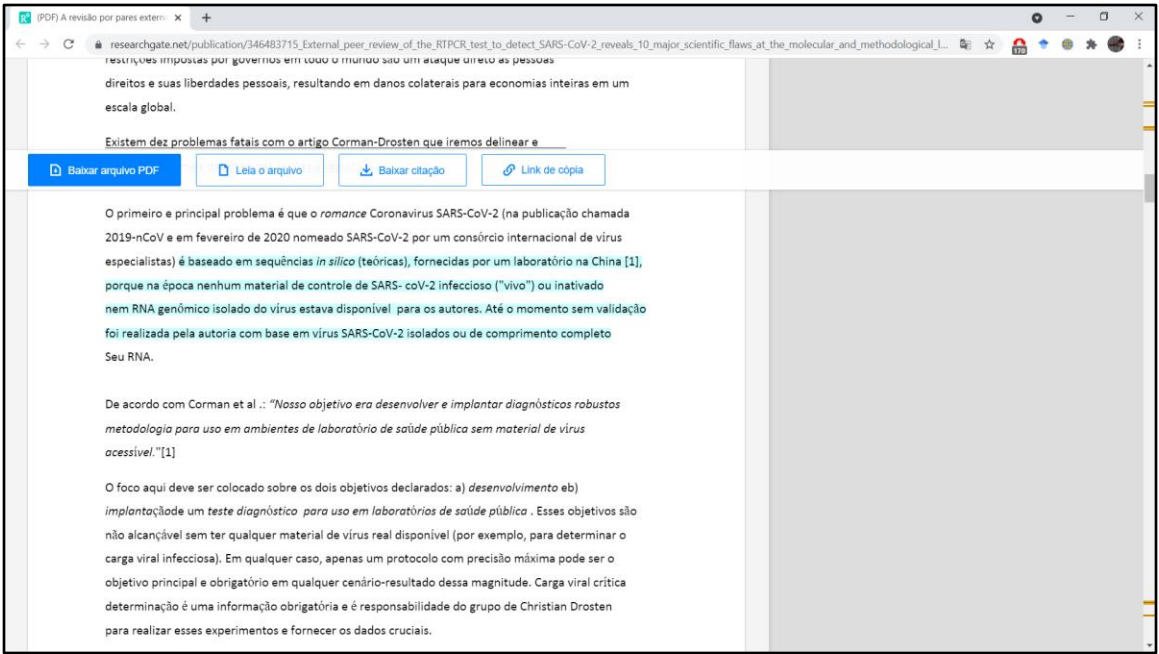 (PDF) A revisão por pares extern
researchgate.net/publication/346483715_External_peer_review_of_the_RTPCR_test_to_detect_SARS-CoV-2_reveals_10_major_scientific_flaws_at_the_molecular_and_methodological_l...
170
restrições impostas por governos em todo o mundo são um ataque direto às pessoas
direitos e suas liberdades pessoais, resultando em danos colaterais para economias inteiras em um
escala global.
Existem dez problemas fatais com o artigo Corman-Drosten que iremos delinear e
Baixar arquivo PDF
Leia o arquivo
Baixar citação
Link de cópia
O primeiro e principal problema é que o romance Coronavirus SARS-CoV-2 (na publicação chamada
2019-nCoV e em fevereiro de 2020 nomeado SARS-CoV-2 por um consórcio internacional de vírus
especialistas) é baseado em sequências in silico (teóricas), fornecidas por um laboratório na China [1],
porque na época nenhum material de controle de SARS- coV-2 infeccioso ("vivo") ou inativado
nem RNA genômico isolado do vírus estava disponível para os autores. Até o momento sem validação
foi realizada pela autoria com base em vírus SARS-CoV-2 isolados ou de comprimento completo
Seu RNA.
De acordo com Corman et al .: “Nosso objetivo era desenvolver e implantar diagnósticos robustos
metodologia para uso em ambientes de laboratório de saúde pública sem material de vírus
acessível."[1]
O foco aqui deve ser colocado sobre os dois objetivos declarados: a) desenvolvimento eb)
implantaçãode um teste diagnóstico para uso em laboratórios de saúde pública . Esses objetivos são
não alcançável sem ter qualquer material de vírus real disponível (por exemplo, para determinar o
carga viral infecciosa). Em qualquer caso, apenas um protocolo com precisão máxima pode ser o
objetivo principal e obrigatório em qualquer cenário-resultado dessa magnitude. Carga viral crítica
determinação é uma informação obrigatória e é responsabilidade do grupo de Christian Drosten
para realizar esses experimentos e fornecer os dados cruciais.